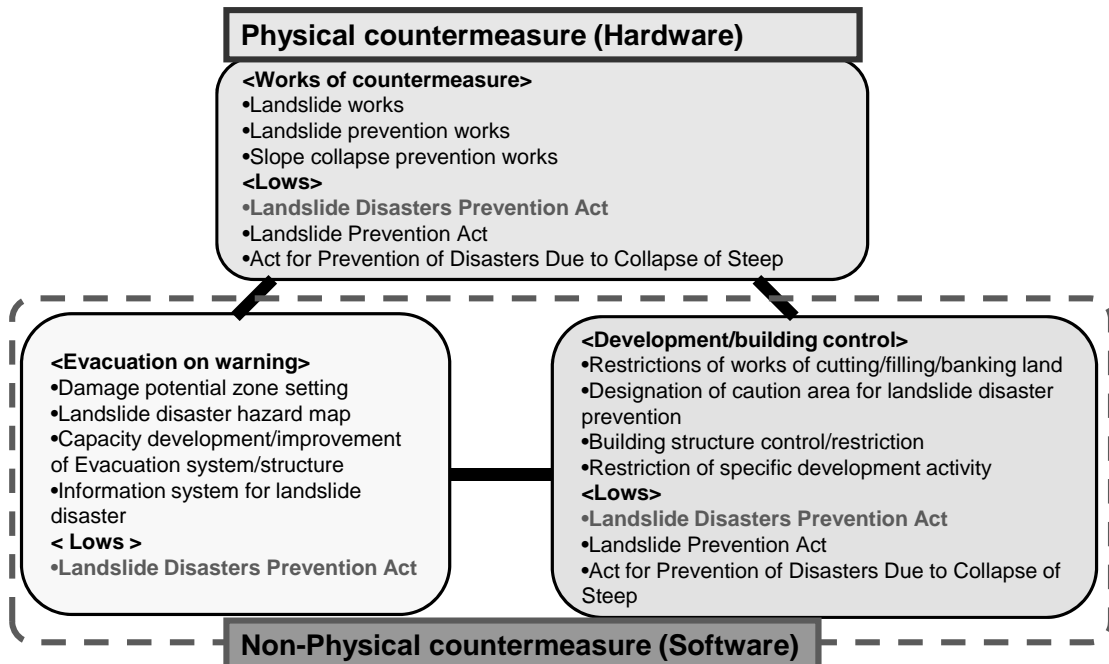 Physical countermeasure (Hardware)
<Works of countermeasure>
•Landslide works
•Landslide prevention works
•Slope collapse prevention works
<Lows>
•Landslide Disasters Prevention Act
•Landslide Prevention Act
•Act for Prevention of Disasters Due to Collapse of Steep
<Evacuation on warning>
•Damage potential zone setting
•Landslide disaster hazard map
•Capacity development/improvement
of Evacuation system/structure
•Information system for landslide
disaster
< Lows >
•Landslide Disasters Prevention Act
<Development/building control>
•Restrictions of works of cutting/filling/banking land
•Designation of caution area for landslide disaster
prevention
•Building structure control/restriction
•Restriction of specific development activity
<Lows>
•Landslide Disasters Prevention Act
•Landslide Prevention Act
•Act for Prevention of Disasters Due to Collapse of
Steep
Non-Physical countermeasure (Software)